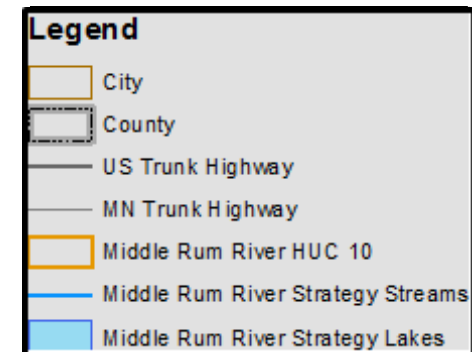 Legend
City
County
US Trunk Highway
MN Trunk Highway
Middle Rum River HUC 10
Middle Rum River Strategy Streams
Middle Rum River Strategy Lakes